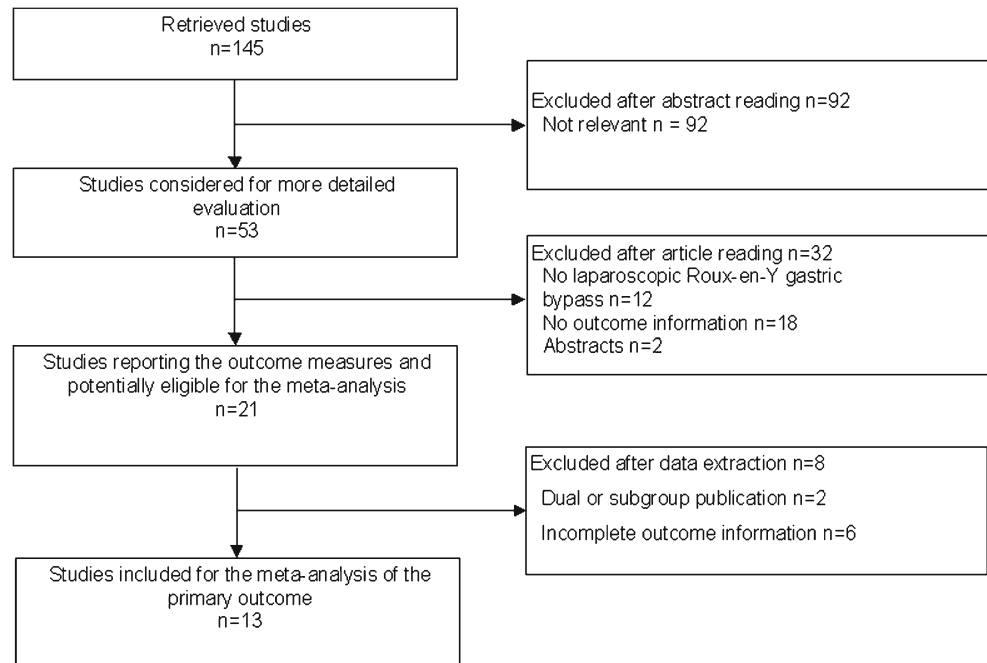 Retrieved studies
n=145
Excluded after abstract reading n=92
Not relevant n = 92
Studies considered for more detailed
evaluation
n=53
Excluded after article reading n=32
No laparoscopic Roux-en-Y gastric
bypass n=12
No outcome information n=18
Abstracts n=2
Studies reporting the outcome measures and
potentially eligible for the meta-analysis
n=21
Excluded after data extraction n=8
Dual or subgroup publication n=2
Incomplete outcome information n=6
Studies included for the meta-analysis of the
primary outcome
n=13